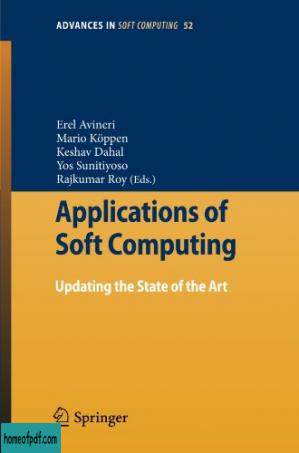 ADVANCES IN SOFT COMPUTING 52
Erel Avineri
Mario Köppen
Keshav Dahal
Yos Sunitiyoso
Rajkumar Roy (Eds.)
Applications of
Soft Computing
Updating the State of the Art
Springer
homeofpdf.com